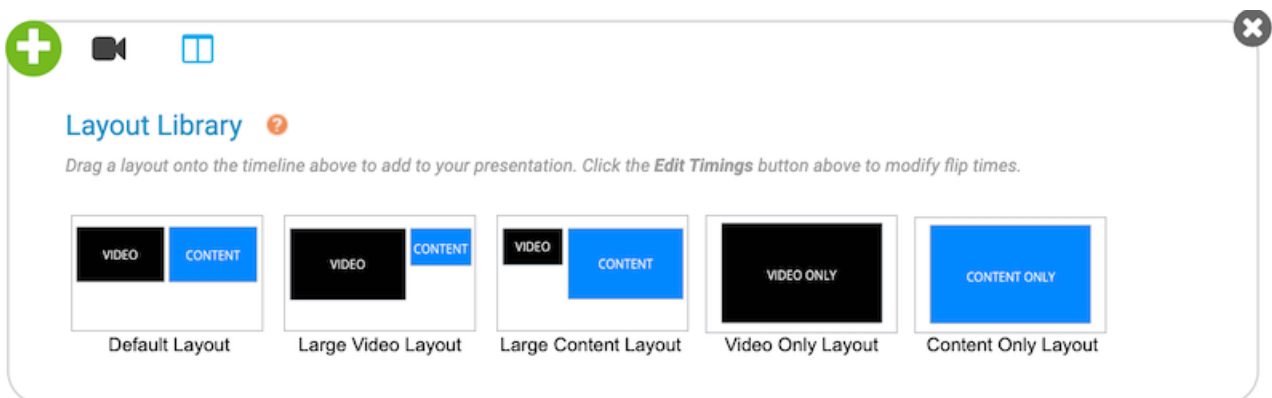 Layout Library ?
Drag a layout onto the timeline above to add to your presentation. Click the Edit Timings button above to modify flip times.
VIDEO CONTENT
VIDEO CONTENT
VIDEO CONTENT
VIDEO ONLY
CONTENT ONLY
Default Layout Large Video Layout Large Content Layout Video Only Layout Content Only Layout